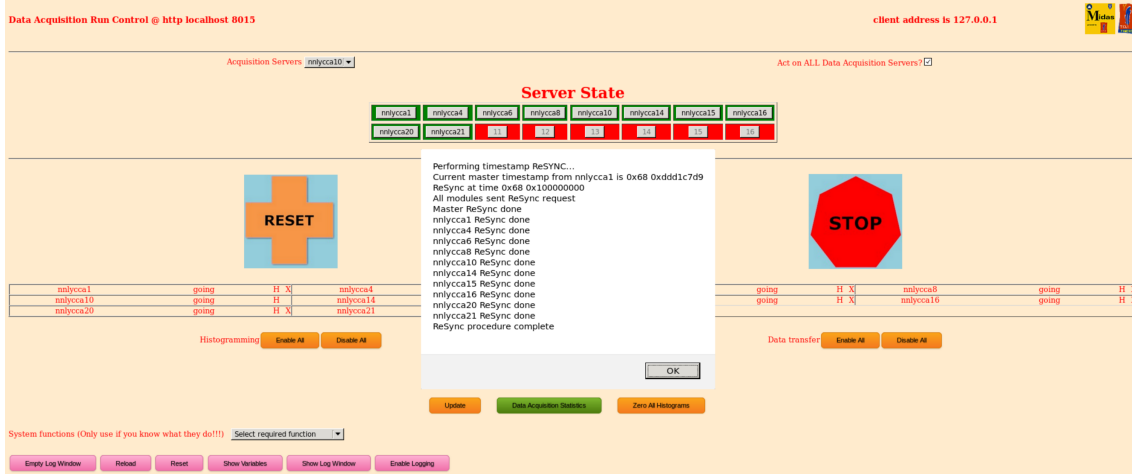 Data Acquisition Run Control @ http localhost 8015
client address is 127.0.0.1
Midas
Acquisition Servers nnlycca10
Act on ALL Data Acquisition Servers?
Server State
nnlycca1 nnlycca4 nnlycca6 nnlycca8 nnlycca10 nnlycca14 nnlycca15 nnlycca16
nnlycca20 nnlycca21 11 12 13 14 15 16
Performing timestamp ReSYNC...
Current master timestamp from nnlycca1 is 0x68 0xddd1c7d9
ReSync at time 0x68 0x100000000
All modules sent ReSync request
Master ReSync done
nnlycca1 ReSync done
nnlycca4 ReSync done
nnlycca6 ReSync done
nnlycca8 ReSync done
nnlycca10 ReSync done
nnlycca14 ReSync done
nnlycca15 ReSync done
nnlycca16 ReSync done
nnlycca20 ReSync done
nnlycca21 ReSync done
ReSync procedure complete
OK
RESET
STOP
nnlycca1 going H X nnlycca4 going H X nnlycca8 going H
nnlycca10 going H nnlycca14 going H X nnlycca16 going H
nnlycca20 going H X nnlycca21
Histogramming Enable All Disable All
Data transfer Enable All Disable All
Update Data Acquisition Statistics Zero All Histograms
System functions (Only use if you know what they do!!!) Select required function
Empty Log Window Reload Reset Show Variables Show Log Window Enable Logging